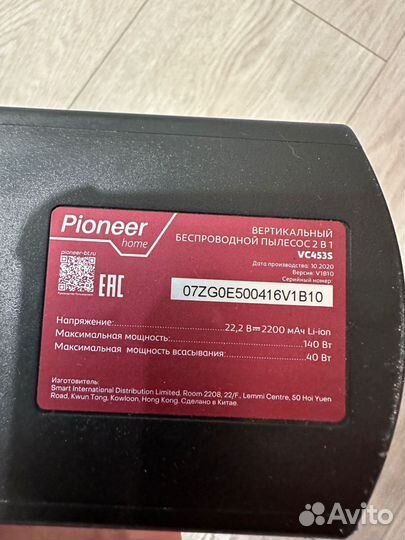 Pioneer
home
ВЕРТИКАЛЬНЫЙ
БЕСПРОВОДНОЙ ПЫЛЕСОС 2 В 1
VC453S
Дата производства: 10.2020
Версия: V1B10
Серийный номер:
pioneer-bt.ru
Руководство пользователя
EAC
07ZG0E500416V1B10
Напряжение: 22,2 В⎓2200 мАч Li-ion
Максимальная мощность: 140 Вт
Максимальная мощность всасывания: 40 Вт
Изготовитель:
Smart International Distribution Limited. Room 2208, 22/F., Lemmi Centre, 50 Hoi Yuen
Road, Kwun Tong, Kowloon, Hong Kong. Сделано в Китае.
Avito